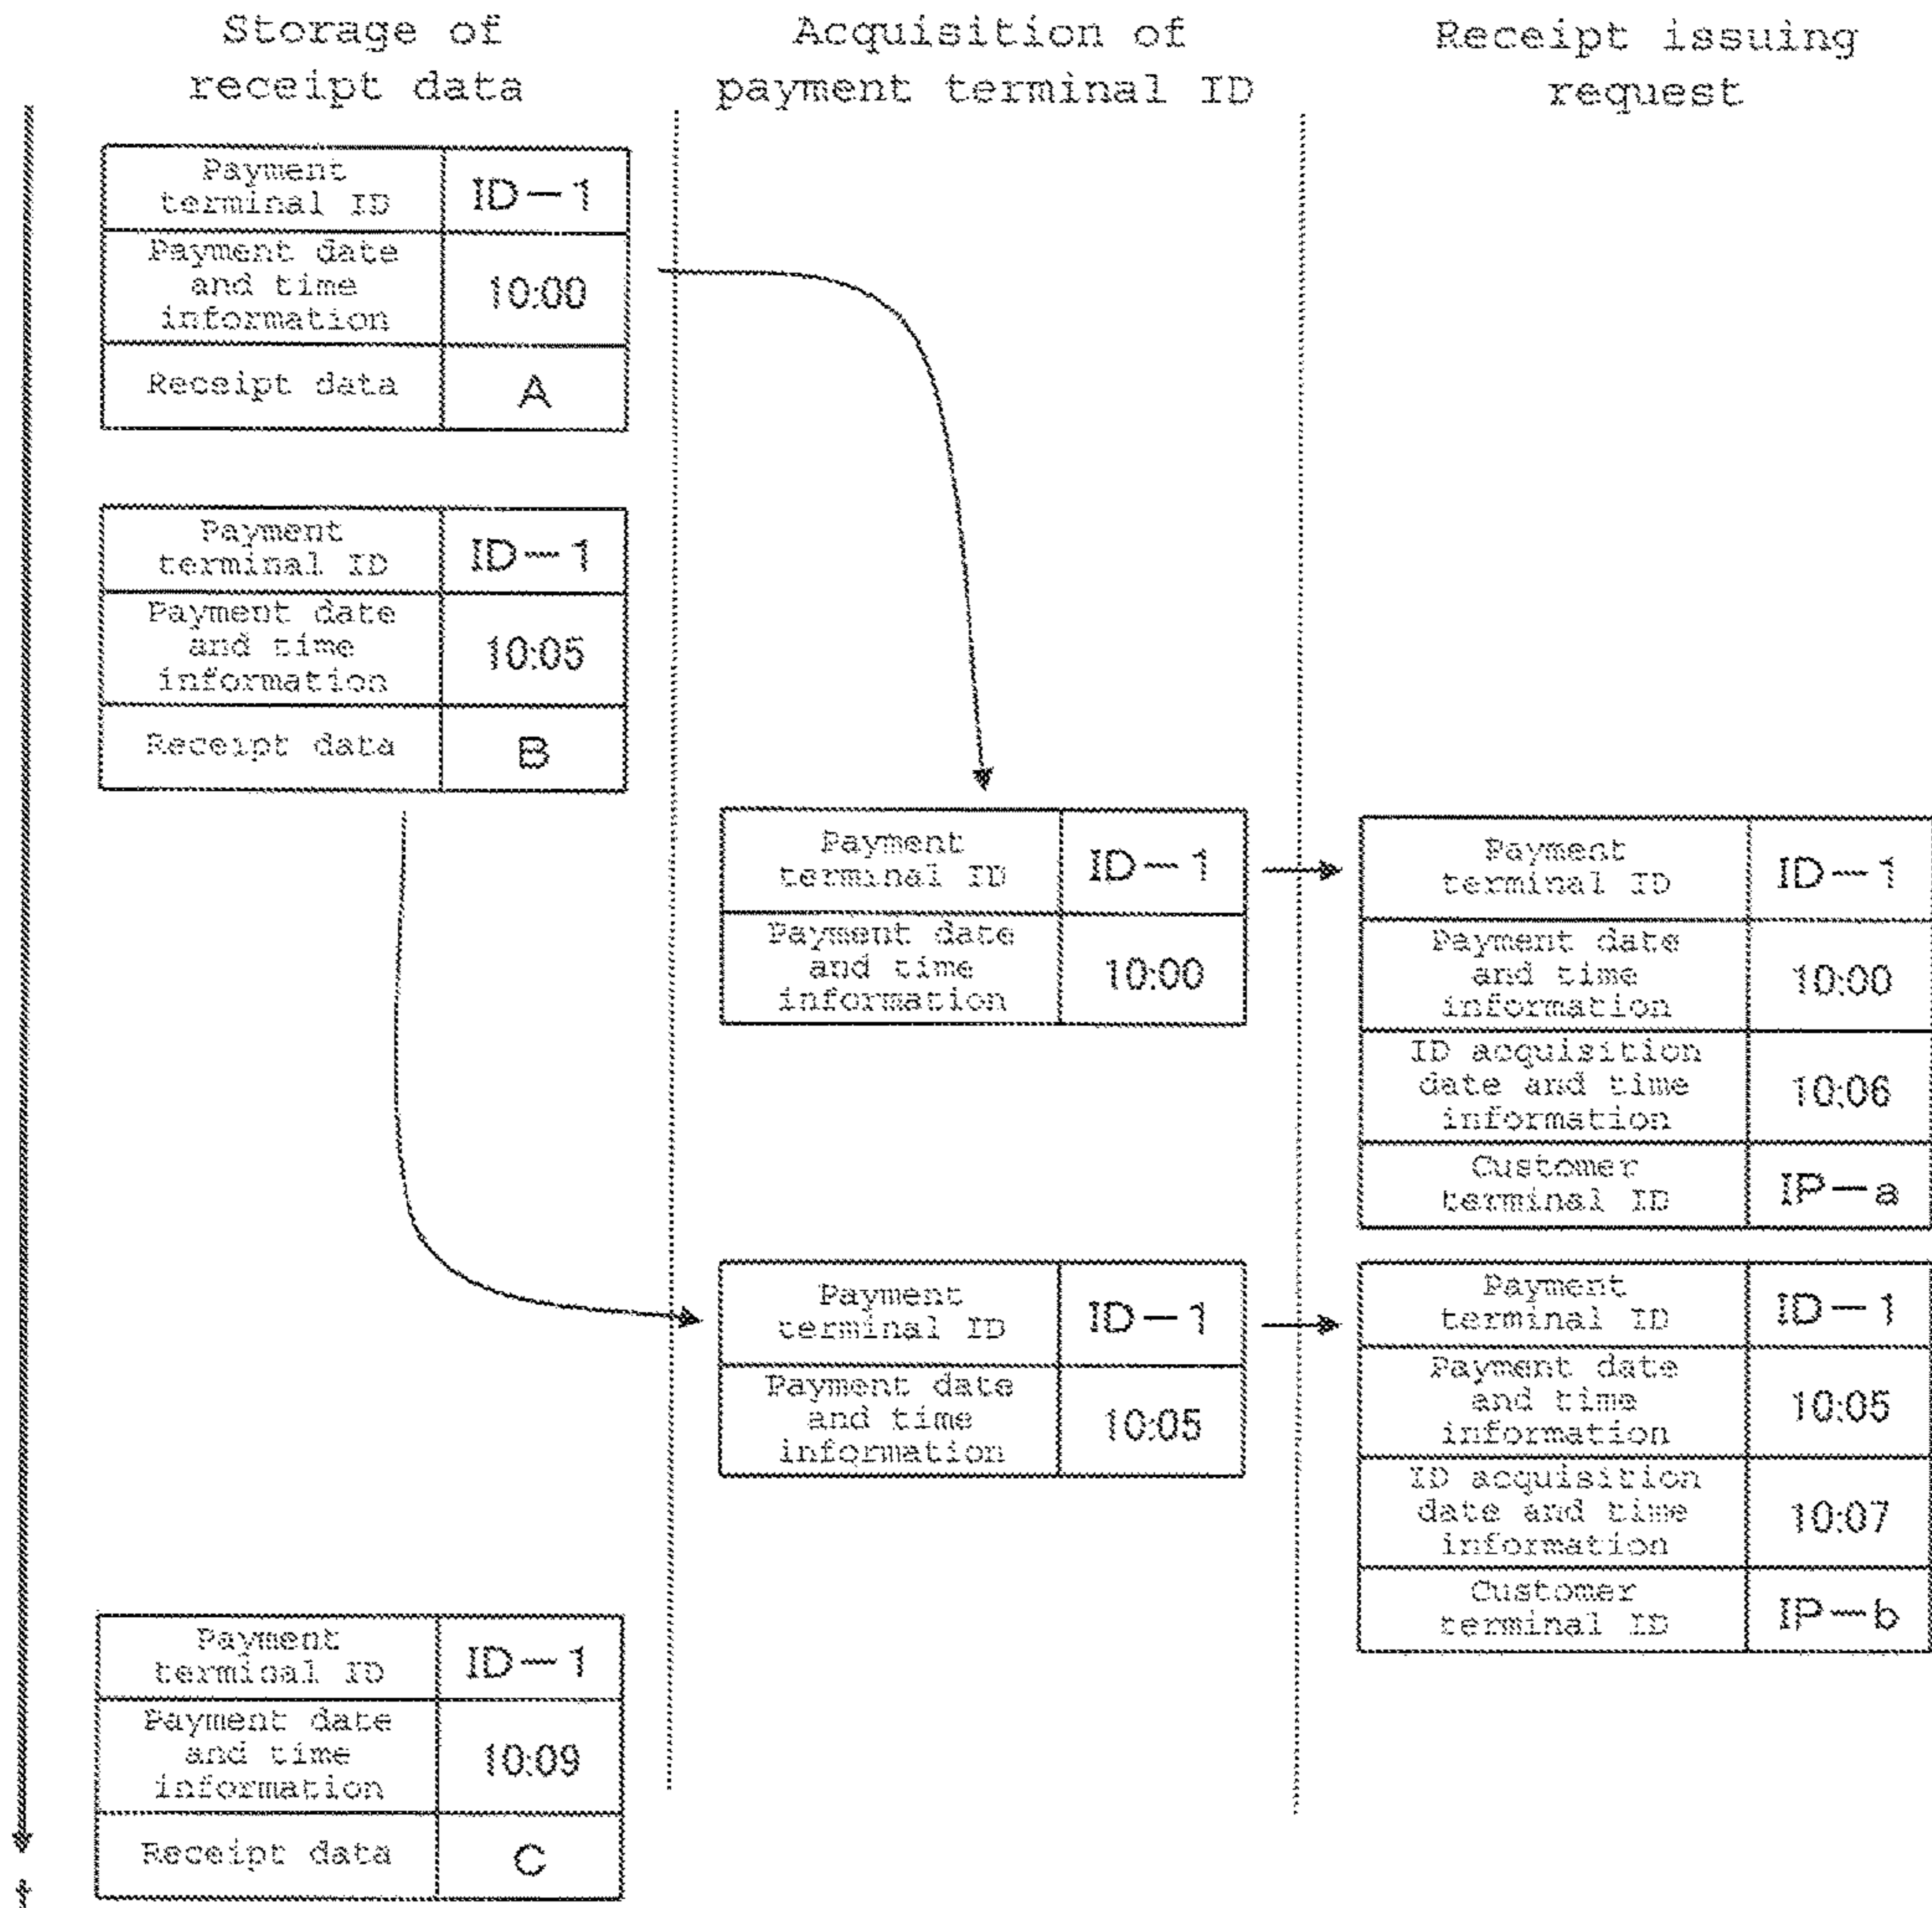 Storage of
receipt data
Acquisition of
payment terminal ID
Receipt issuing
request
Payment
terminal ID
ID—1
Payment date
and time
information
10:00
Receipt data
A
Payment
terminal ID
ID—1
Payment date
and time
information
10:05
Receipt data
B
Payment
terminal ID
ID—1
Payment date
and time
information
10:00
Payment
terminal ID
ID—1
Payment date
and time
information
10:00
ID acquisition
date and time
information
10:06
Customer
terminal ID
IP—a
Payment
terminal ID
ID—1
Payment date
and time
information
10:05
Payment
terminal ID
ID—1
Payment date
and time
information
10:05
ID acquisition
date and time
information
10:07
Customer
terminal ID
IP—b
Payment
terminal ID
ID—1
Payment date
and time
information
10:09
Receipt data
C
t